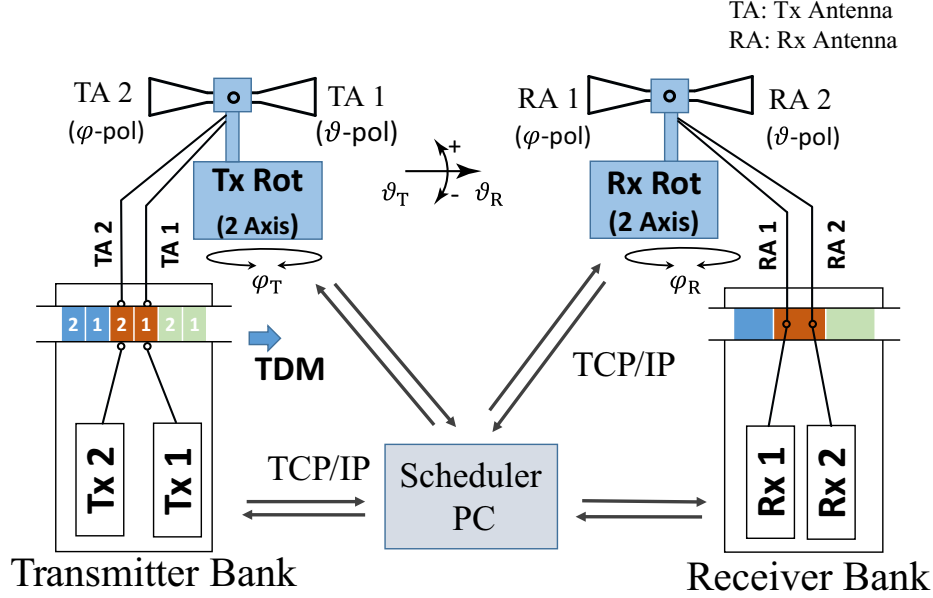 TA: Tx Antenna
RA: Rx Antenna
TA 2
(φ-pol)
TA 1
(ϑ-pol)
RA 1
(φ-pol)
RA 2
(ϑ-pol)
Tx Rot
(2 Axis)
+
-
ϑT
ϑR
Rx Rot
(2 Axis)
TA 2
TA 1
RA 1
RA 2
φT
φR
2 1 2 1 2 1
TDM
TCP/IP
Tx 2
Tx 1
TCP/IP
Scheduler
PC
Rx 1
Rx 2
Transmitter Bank
Receiver Bank